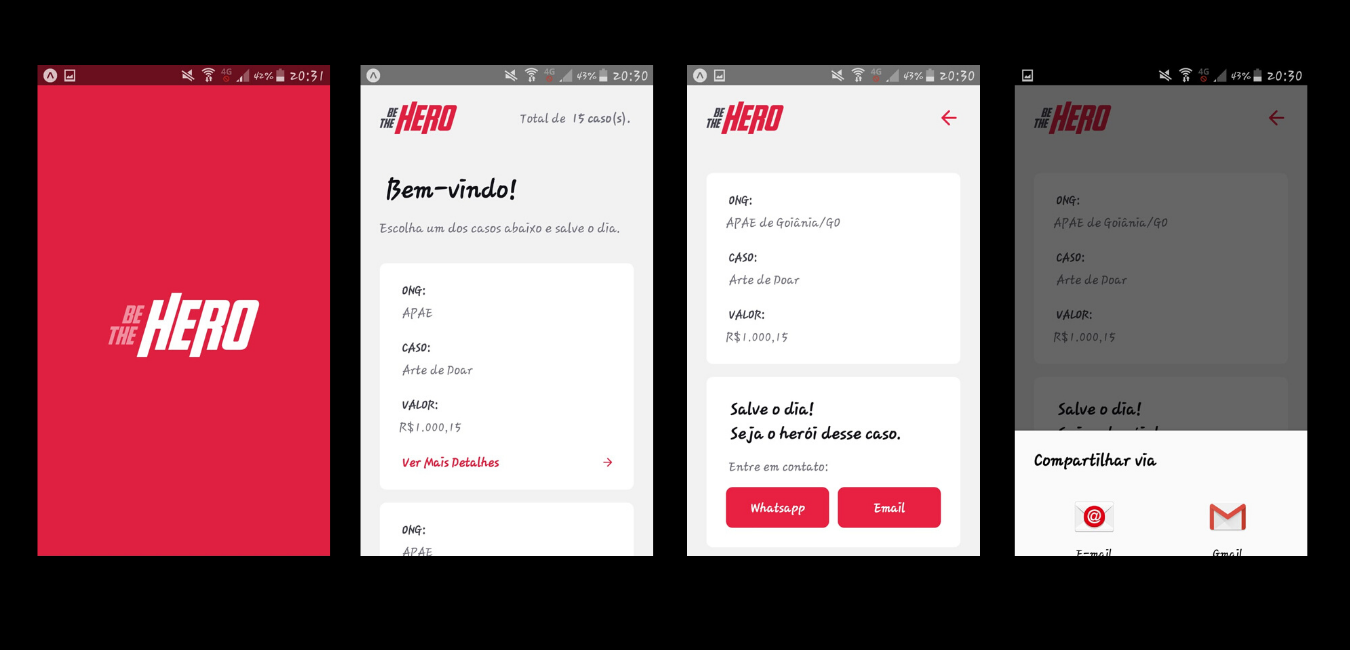 4G 42% 20:31
BE
THE HERO
4G 43% 20:30
BE
THE HERO
Total de 15 caso(s).
Bem-vindo!
Escolha um dos casos abaixo e salve o dia.
ONG:
APAE
CASO:
Arte de Doar
VALOR:
R$1.000,15
Ver Mais Detalhes
ONG:
APAE
4G 43% 20:30
BE
THE HERO
ONG:
APAE de Goiânia/GO
CASO:
Arte de Doar
VALOR:
R$1.000,15
Salve o dia!
Seja o herói desse caso.
Entre em contato:
Whatsapp
Email
4G 43% 20:30
BE
THE HERO
ONG:
APAE de Goiânia/GO
CASO:
Arte de Doar
VALOR:
R$1.000,15
Salve o dia!
Compartilhar via
E-mail
Gmail